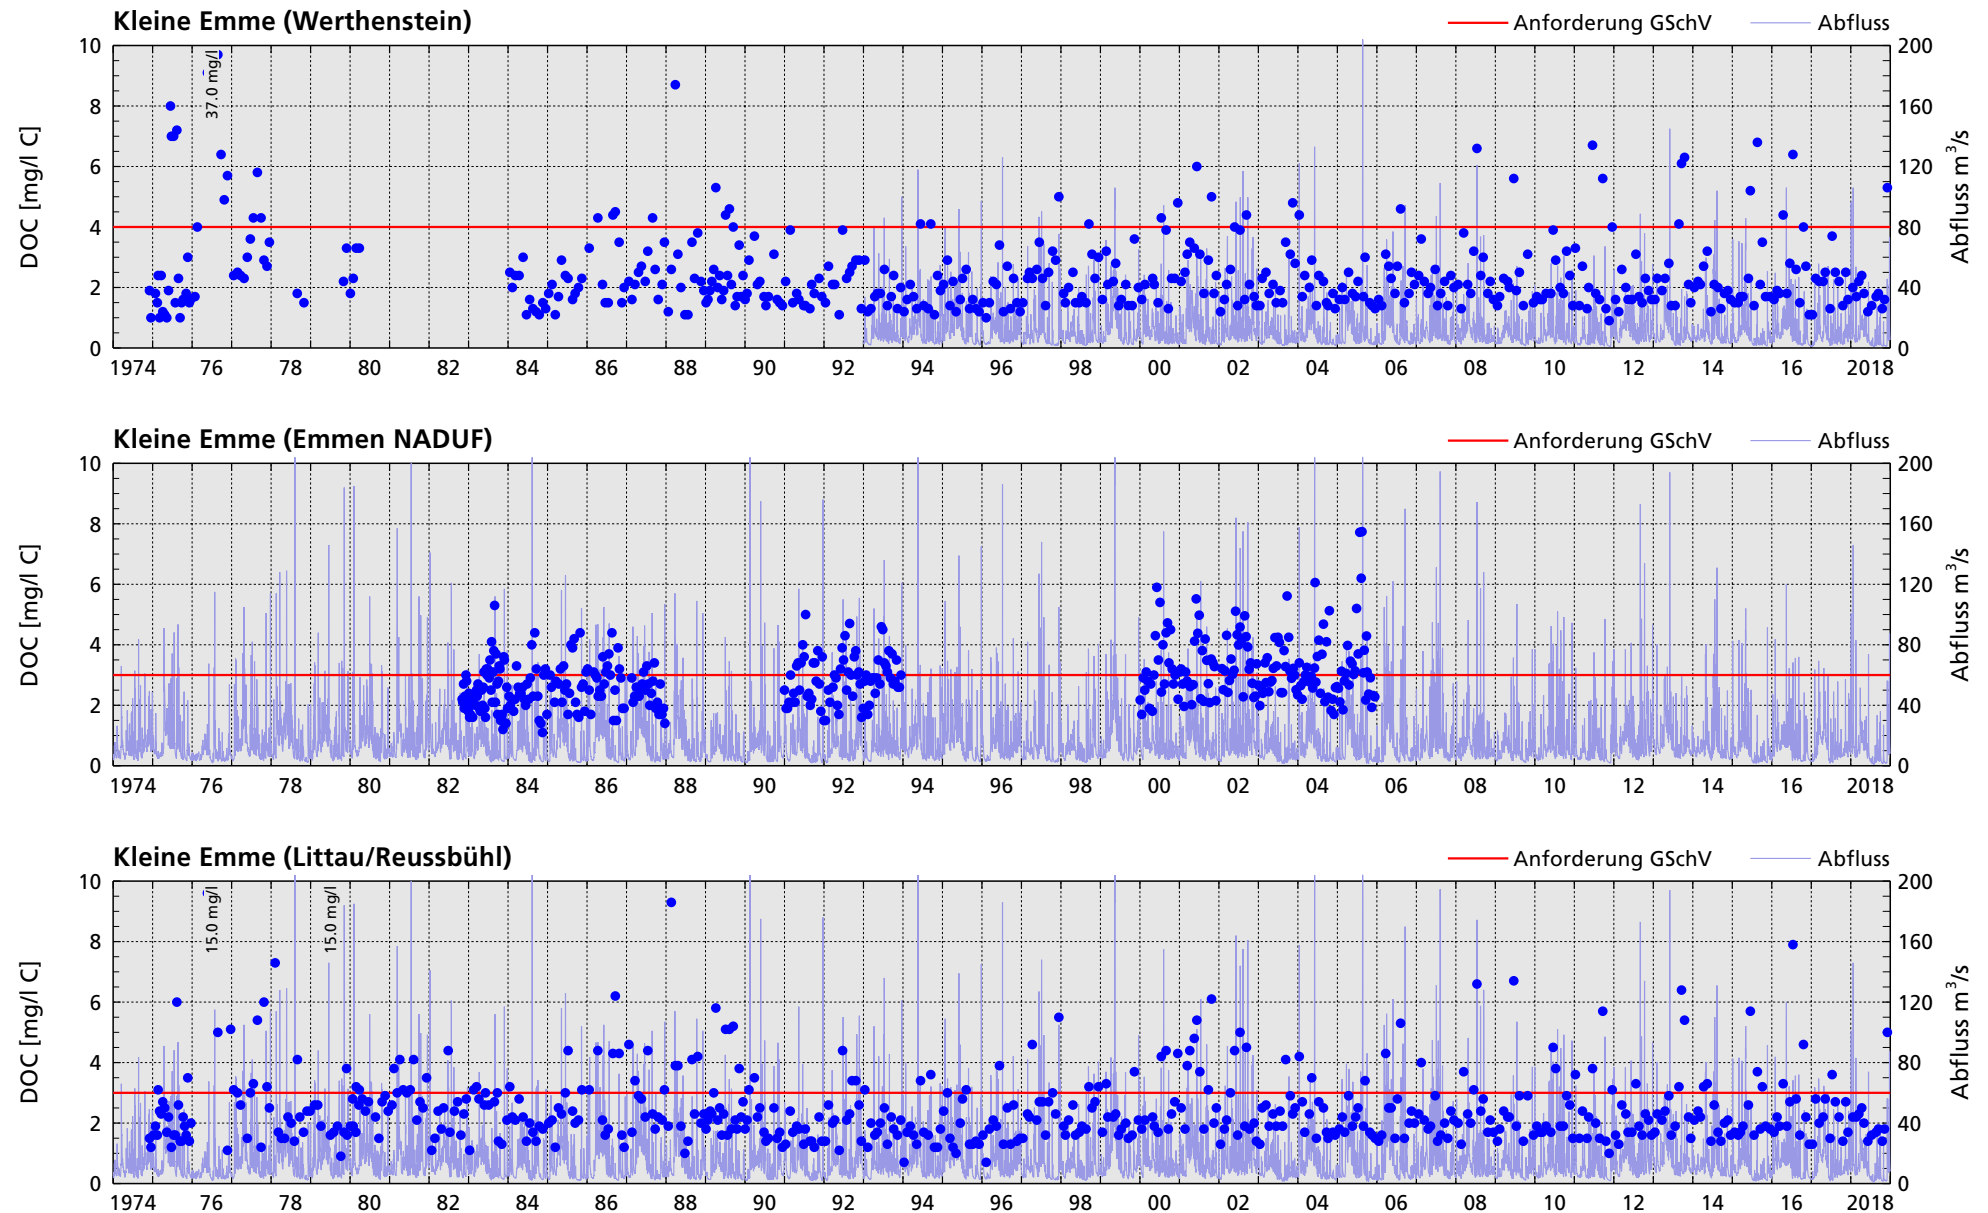 Kleine Emme (Werthenstein)
Anforderung GSchV
Abfluss
10
8
6
4
2
0
DOC [mg/l C]
37.0 mg/l
200
160
120
80
40
0
Abfluss m³/s
1974 76 78 80 82 84 86 88 90 92 94 96 98 00 02 04 06 08 10 12 14 16 2018
Kleine Emme (Emmen NADUF)
Anforderung GSchV
Abfluss
10
8
6
4
2
0
DOC [mg/l C]
200
160
120
80
40
0
Abfluss m³/s
1974 76 78 80 82 84 86 88 90 92 94 96 98 00 02 04 06 08 10 12 14 16 2018
Kleine Emme (Littau/Reussbühl)
Anforderung GSchV
Abfluss
10
8
6
4
2
0
DOC [mg/l C]
15.0 mg/l
15.0 mg/l
200
160
120
80
40
0
Abfluss m³/s
1974 76 78 80 82 84 86 88 90 92 94 96 98 00 02 04 06 08 10 12 14 16 2018